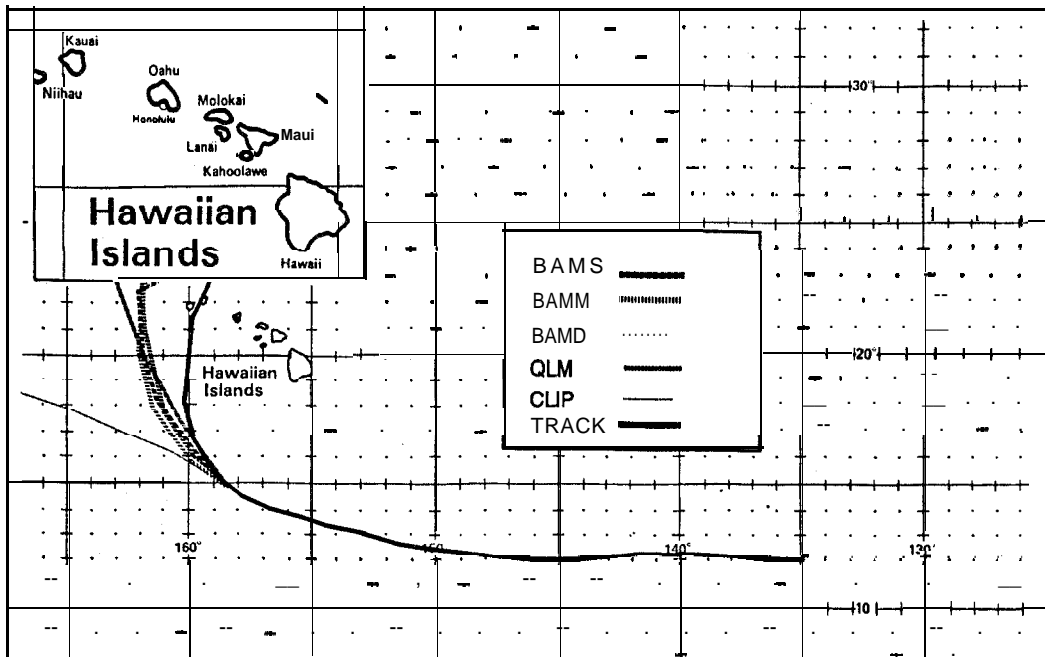 Kauai
Niihau
Oahu
Honolulu
Molokai
Lanai
Maui
Kahoolawe
Hawaiian
Islands
Hawaii
30°
BAMS
BAMM
BAMD
QLM
CLIP
TRACK
20°
Hawaiian
Islands
160°
140°
10